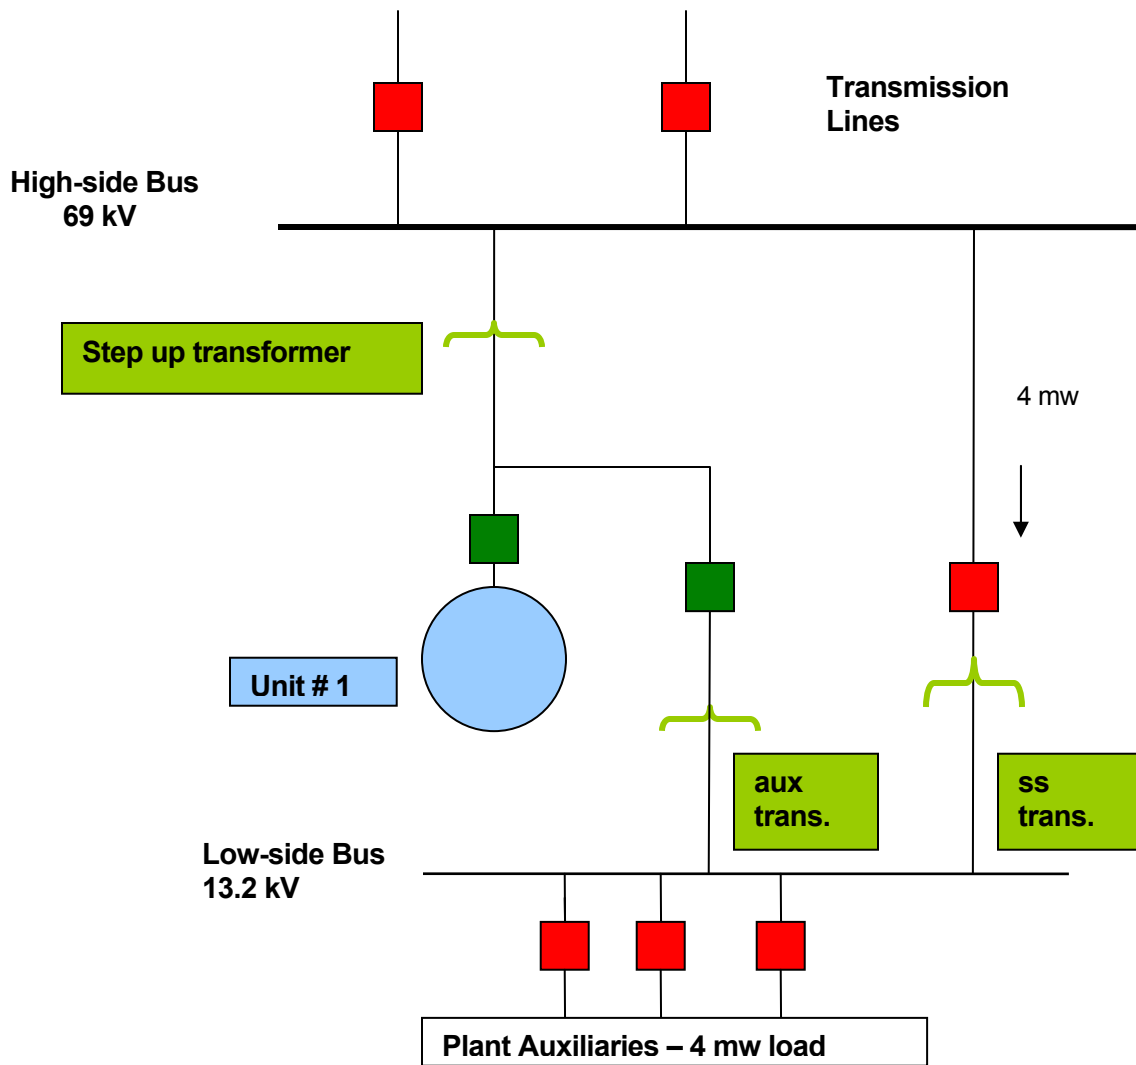 Transmission
Lines
High-side Bus
69 kV
Step up transformer
4 mw
Unit # 1
aux
trans.
ss
trans.
Low-side Bus
13.2 kV
Plant Auxiliaries – 4 mw load